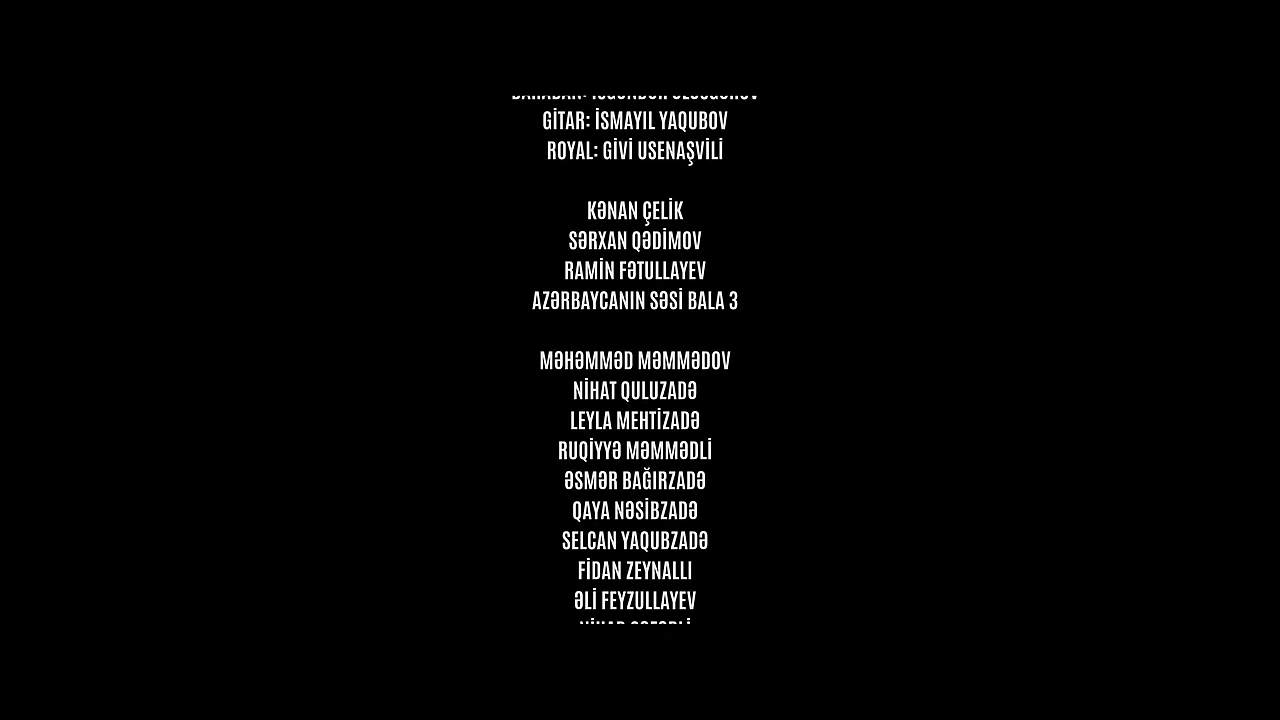 GİTAR: İSMAYIL YAQUBOV
ROYAL: GİVİ USENAŞVİLİ
KƏNAN ÇELİK
SƏRXAN QƏDİMOV
RAMİN FƏTULLAYEV
AZƏRBAYCANIN SƏSİ BALA 3
MƏHƏMMƏD MƏMMƏDOV
NİHAT QULUZADƏ
LEYLA MEHTİZADƏ
RUQİYYƏ MƏMMƏDLİ
ƏSMƏR BAĞIRZADƏ
QAYA NƏSİBZADƏ
SELCAN YAQUBZADƏ
FİDAN ZEYNALLI
ƏLİ FEYZULLAYEV